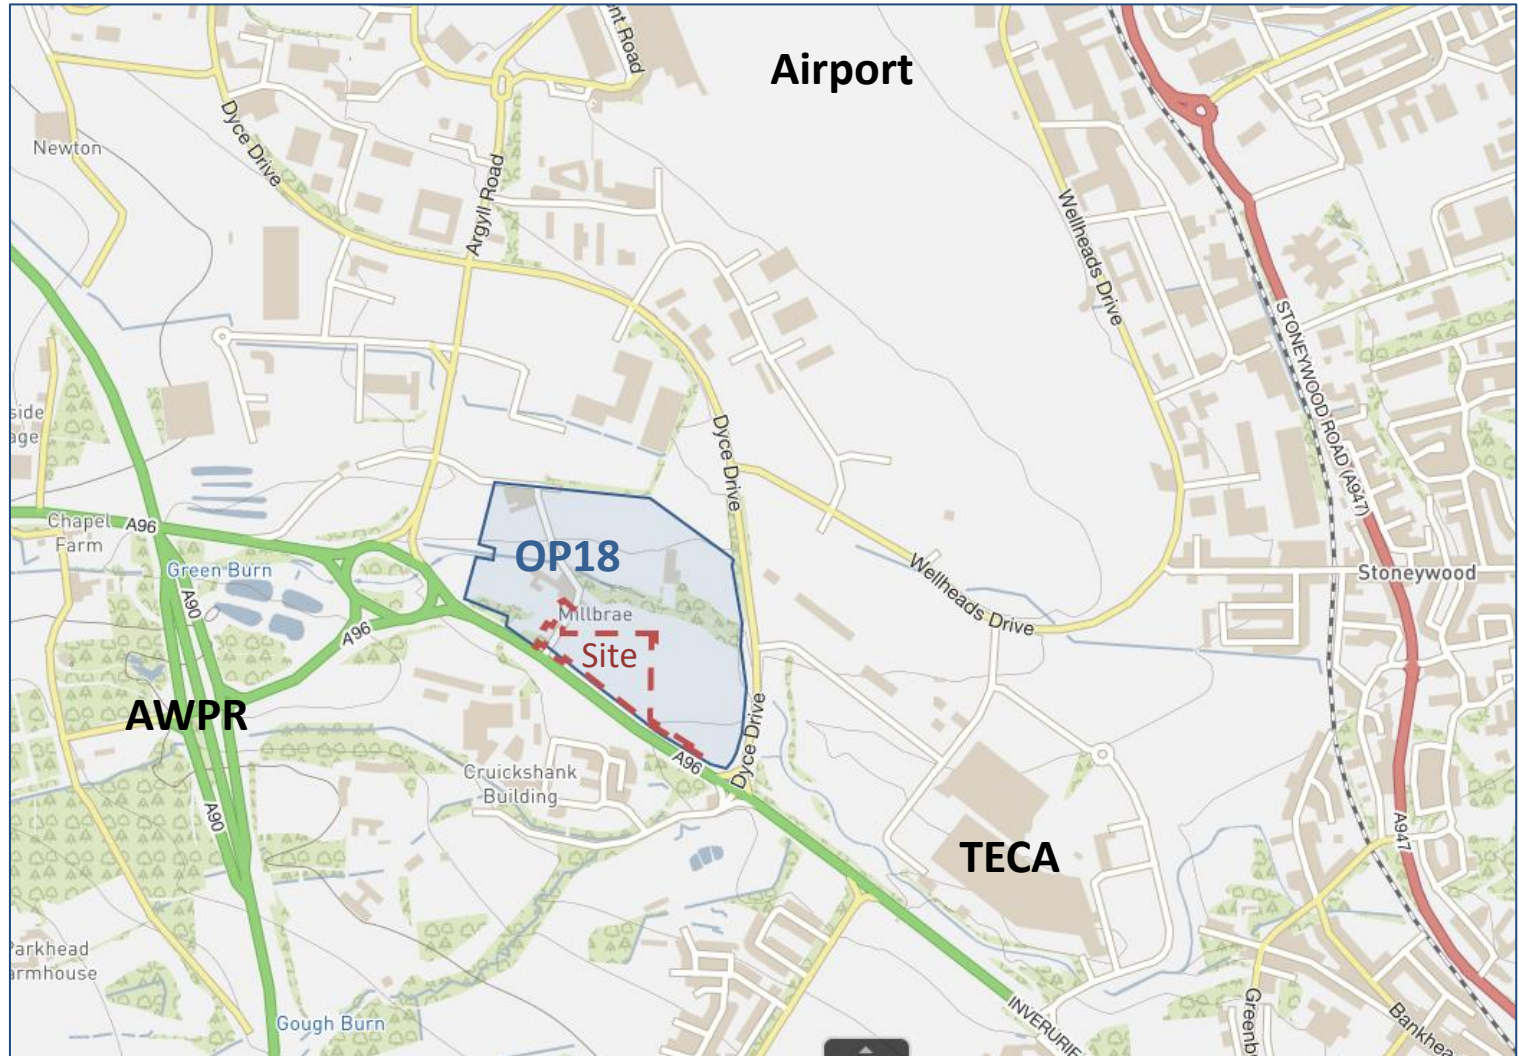 ent Road
Airport
Dyce Drive
Newton
Argyll Road
Wellheads Drive
STONEYWOOD ROAD (A947)
side
age
Dyce Drive
Chapel
Farm
A96
Green Burn
OP18
Wellheads Drive
Stoneywood
A90
Millbrae
A96
Site
AWPR
Dyce Drive
A96
Cruickshank
Building
A90
TECA
A947
Parkhead
armhouse
INVERURIE
Gough Burn
Greenb
Bankhea